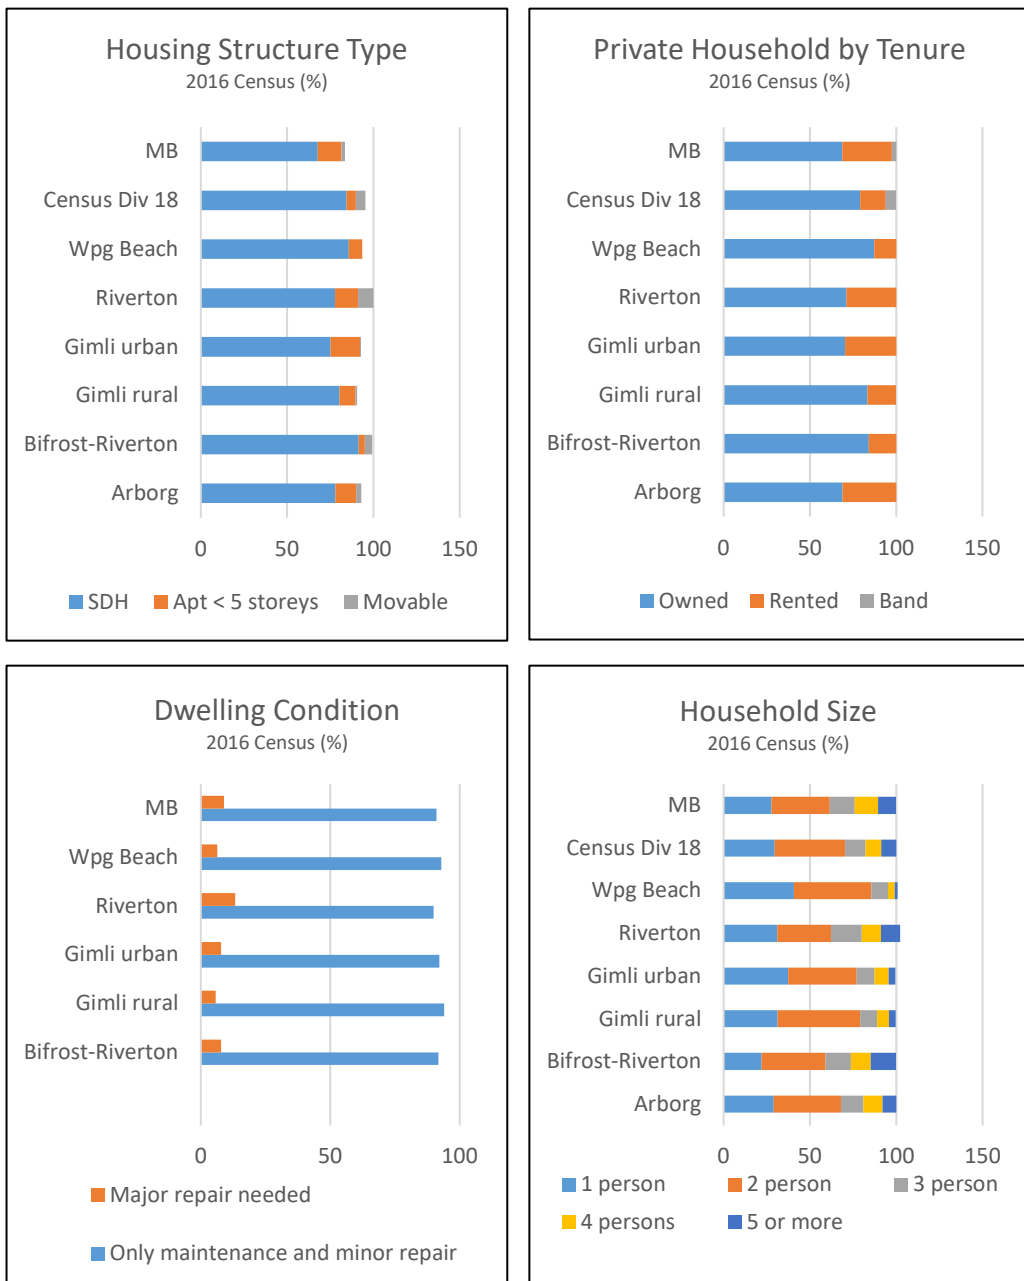 Housing Structure Type
2016 Census (%)
MB
Census Div 18
Wpg Beach
Riverton
Gimli urban
Gimli rural
Bifrost-Riverton
Arborg
0 50 100 150
SDH Apt < 5 storeys Movable
Private Household by Tenure
2016 Census (%)
MB
Census Div 18
Wpg Beach
Riverton
Gimli urban
Gimli rural
Bifrost-Riverton
Arborg
0 50 100 150
Owned Rented Band
Dwelling Condition
2016 Census (%)
MB
Wpg Beach
Riverton
Gimli urban
Gimli rural
Bifrost-Riverton
0 50 100
Major repair needed
Only maintenance and minor repair
Household Size
2016 Census (%)
MB
Census Div 18
Wpg Beach
Riverton
Gimli urban
Gimli rural
Bifrost-Riverton
Arborg
0 50 100 150
1 person 2 person 3 person
4 persons 5 or more